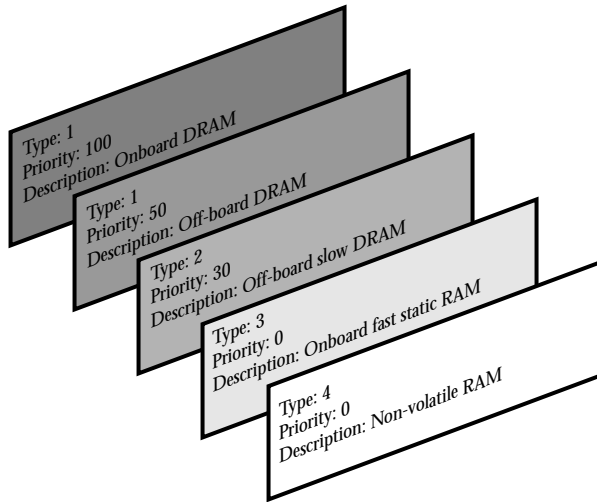 Type: 1
Priority: 100
Description: Onboard DRAM
Type: 1
Priority: 50
Description: Off-board DRAM
Type: 2
Priority: 30
Description: Off-board slow DRAM
Type: 3
Priority: 0
Description: Onboard fast static RAM
Type: 4
Priority: 0
Description: Non-volatile RAM